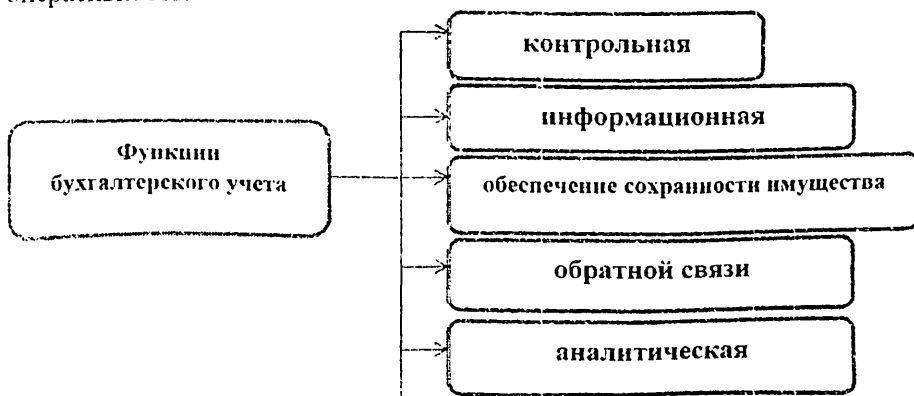 контрольная
информационная
Функции
бухгалтерского учета
обеспечение сохранности имущества
обратной связи
аналитическая